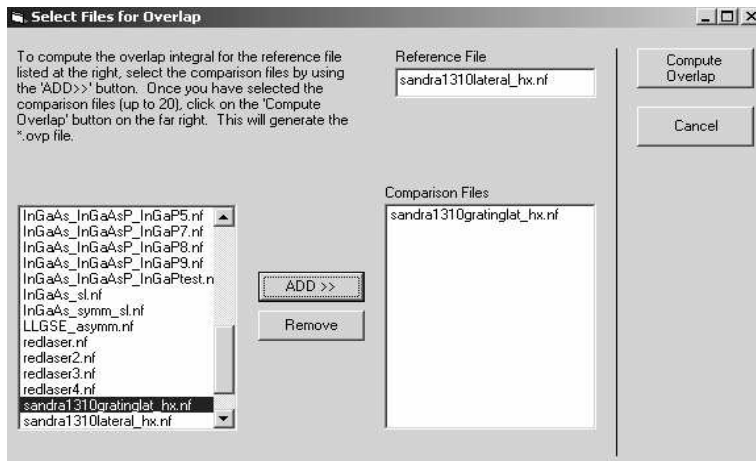 Select Files for Overlap
To compute the overlap integral for the reference file
listed at the right, select the comparison files by using
the 'ADD>>' button. Once you have selected the
comparison files (up to 20), click on the 'Compute
Overlap' button on the far right. This will generate the
*.ovp file.
Reference File
sandra1310lateral_hx.nf
Compute
Overlap
Cancel
InGaAs_InGaAsP_InGaP5.nf
InGaAs_InGaAsP_InGaP7.nf
InGaAs_InGaAsP_InGaP8.nf
InGaAs_InGaAsP_InGaP9.nf
InGaAs_InGaAsP_InGaPtest.n
InGaAs_sl.nf
InGaAs_symm_sl.nf
LLGSE_asymm.nf
redlaser.nf
redlaser2.nf
redlaser3.nf
redlaser4.nf
sandra1310gratinglat_hx.nf
sandra1310lateral_hx.nf
ADD >>
Remove
Comparison Files
sandra1310gratinglat_hx.nf